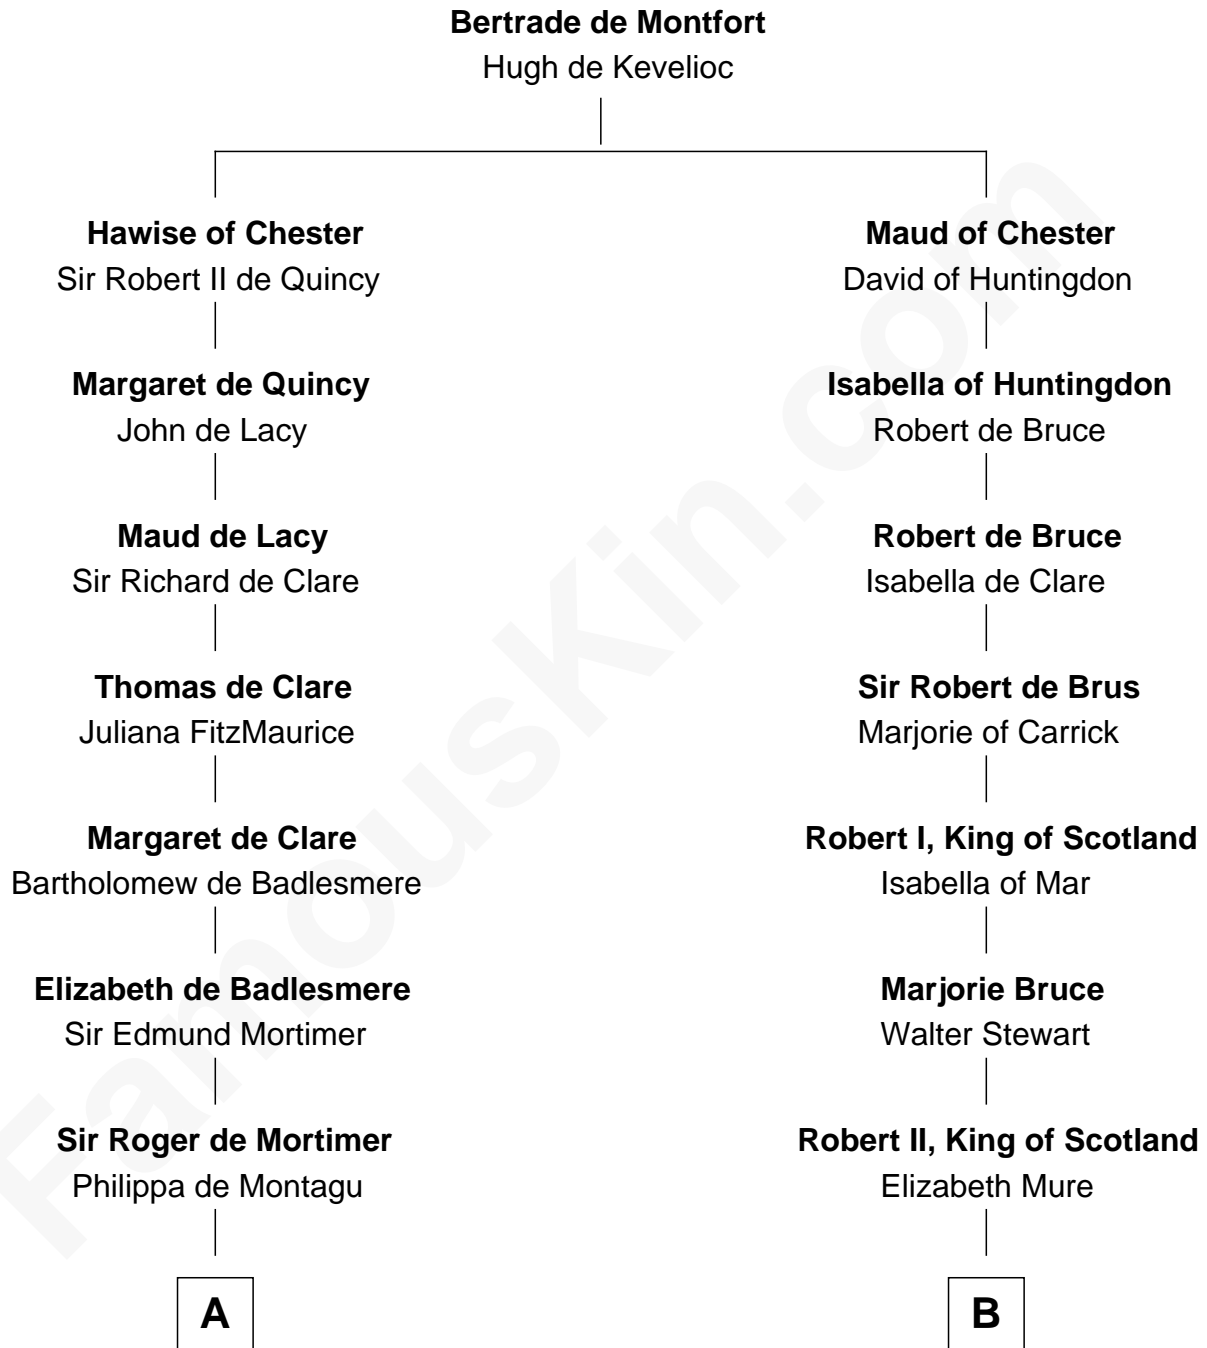 Bertrade de Montfort
Hugh de Kevelioc
Hawise of Chester
Sir Robert II de Quincy
Maud of Chester
David of Huntingdon
Margaret de Quincy
John de Lacy
Isabella of Huntingdon
Robert de Bruce
Maud de Lacy
Sir Richard de Clare
Robert de Bruce
Isabella de Clare
Thomas de Clare
Juliana FitzMaurice
Sir Robert de Brus
Marjorie of Carrick
Margaret de Clare
Bartholomew de Badlesmere
Robert I, King of Scotland
Isabella of Mar
Elizabeth de Badlesmere
Sir Edmund Mortimer
Marjorie Bruce
Walter Stewart
Sir Roger de Mortimer
Philippa de Montagu
Robert II, King of Scotland
Elizabeth Mure
A
B
FamousKin.com